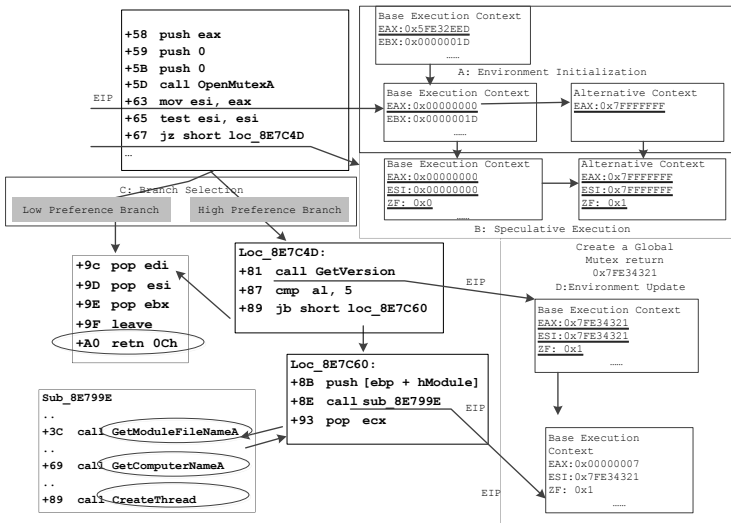 +58 push eax
+59 push 0
+5B push 0
+5D call OpenMutexA
+63 mov esi, eax
+65 test esi, esi
+67 jz short loc_8E7C4D
…
EIP
Base Execution Context
EAX:0x5FE32EED
EBX:0x0000001D
……
A: Environment Initialization
Base Execution Context
EAX:0x00000000
EBX:0x0000001D
……
Alternative Context
EAX:0x7FFFFFFF
Base Execution Context
EAX:0x00000000
ESI:0x00000000
ZF: 0x0
……
Alternative Context
EAX:0x7FFFFFFF
ESI:0x7FFFFFFF
ZF: 0x1
B: Speculative Execution
C: Branch Selection
Low Preference Branch
High Preference Branch
+9c pop edi
+9D pop esi
+9E pop ebx
+9F leave
+A0 retn 0Ch
Loc_8E7C4D:
+81 call GetVersion
+87 cmp al, 5
+89 jb short loc_8E7C60
EIP
Create a Global
Mutex return
0x7FE34321
D:Environment Update
Base Execution Context
EAX:0x7FE34321
ESI:0x7FE34321
ZF: 0x1
……
Loc_8E7C60:
+8B push [ebp + hModule]
+8E call sub_8E799E
+93 pop ecx
EIP
Sub_8E799E
..
+3C call GetModuleFileNameA
..
+69 call GetComputerNameA
..
+89 call CreateThread
EIP
Base Execution
Context
EAX:0x00000007
ESI:0x7FE34321
ZF: 0x1
……